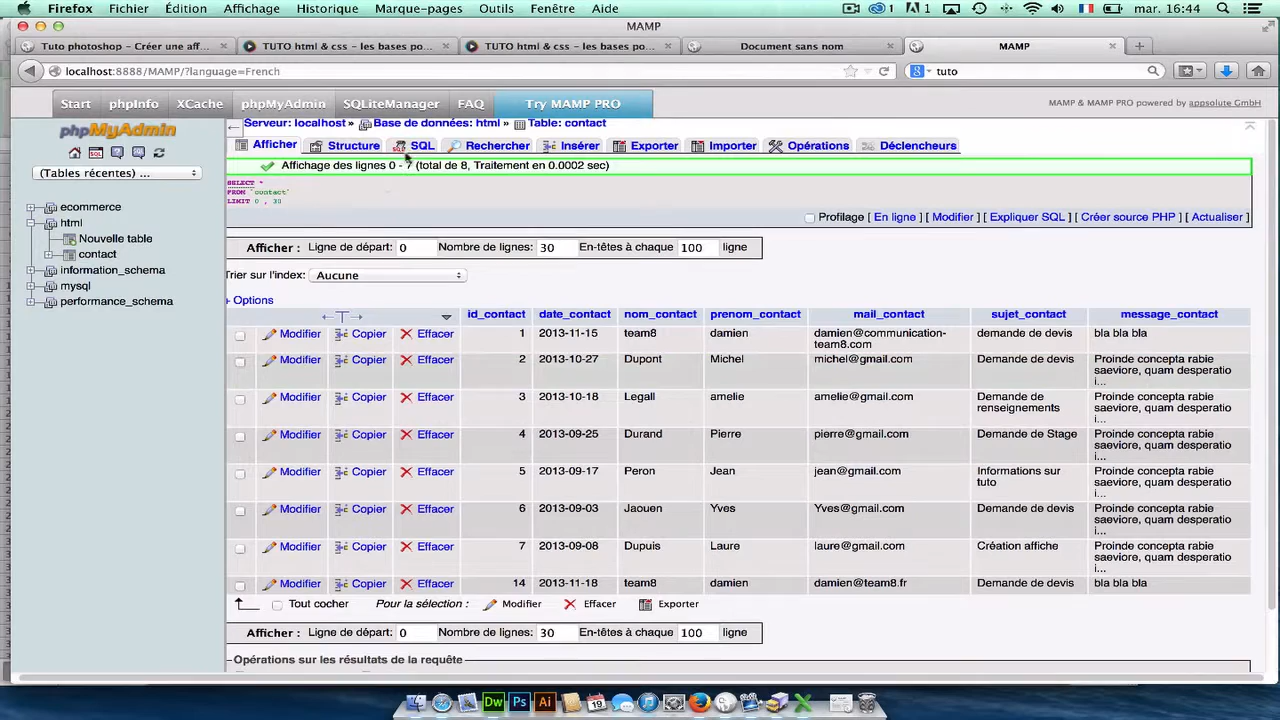 Firefox Fichier Édition Affichage Historique Marque-pages Outils Fenêtre Aide 1 1 mar. 16:44
MAMP
Tuto photoshop - Créer une aff... TUTO html & css - les bases po... TUTO html & css - les bases po... Document sans nom MAMP
localhost:8888/MAMP/?language=French tuto
Start phpInfo XCache phpMyAdmin SQLiteManager FAQ Try MAMP PRO MAMP & MAMP PRO powered by appsolute GmbH
phpMyAdmin
(Tables récentes) ...
ecommerce
html
Nouvelle table
contact
information_schema
mysql
performance_schema
Serveur: localhost » Base de données: html » Table: contact
Afficher Structure SQL Rechercher Insérer Exporter Importer Opérations Déclencheurs
Affichage des lignes 0 - 7 (total de 8, Traitement en 0.0002 sec)
SELECT *
FROM `contact`
LIMIT 0 , 30
Profilage [ En ligne ] [ Modifier ] [ Expliquer SQL ] [ Créer source PHP ] [ Actualiser ]
Afficher : Ligne de départ: 0 Nombre de lignes: 30 En-têtes à chaque 100 ligne
Trier sur l'index: Aucune
+ Options
id_contact date_contact nom_contact prenom_contact mail_contact sujet_contact message_contact
Modifier Copier Effacer 1 2013-11-15 team8 damien damien@communication-team8.com demande de devis bla bla bla
Modifier Copier Effacer 2 2013-10-27 Dupont Michel michel@gmail.com Demande de devis Proinde concepta rabie saeviore, quam desperatio i...
Modifier Copier Effacer 3 2013-10-18 Legall amelie amelie@gmail.com Demande de renseignements Proinde concepta rabie saeviore, quam desperatio i...
Modifier Copier Effacer 4 2013-09-25 Durand Pierre pierre@gmail.com Demande de Stage Proinde concepta rabie saeviore, quam desperatio i...
Modifier Copier Effacer 5 2013-09-17 Peron Jean jean@gmail.com Informations sur tuto Proinde concepta rabie saeviore, quam desperatio i...
Modifier Copier Effacer 6 2013-09-03 Jaouen Yves Yves@gmail.com Demande de devis Proinde concepta rabie saeviore, quam desperatio i...
Modifier Copier Effacer 7 2013-09-08 Dupuis Laure laure@gmail.com Création affiche Proinde concepta rabie saeviore, quam desperatio i...
Modifier Copier Effacer 14 2013-11-18 team8 damien damien@team8.fr Demande de devis bla bla bla
Tout cocher Pour la sélection : Modifier Effacer Exporter
Afficher : Ligne de départ: 0 Nombre de lignes: 30 En-têtes à chaque 100 ligne
Opérations sur les résultats de la requête
Dw Ps Ai 19